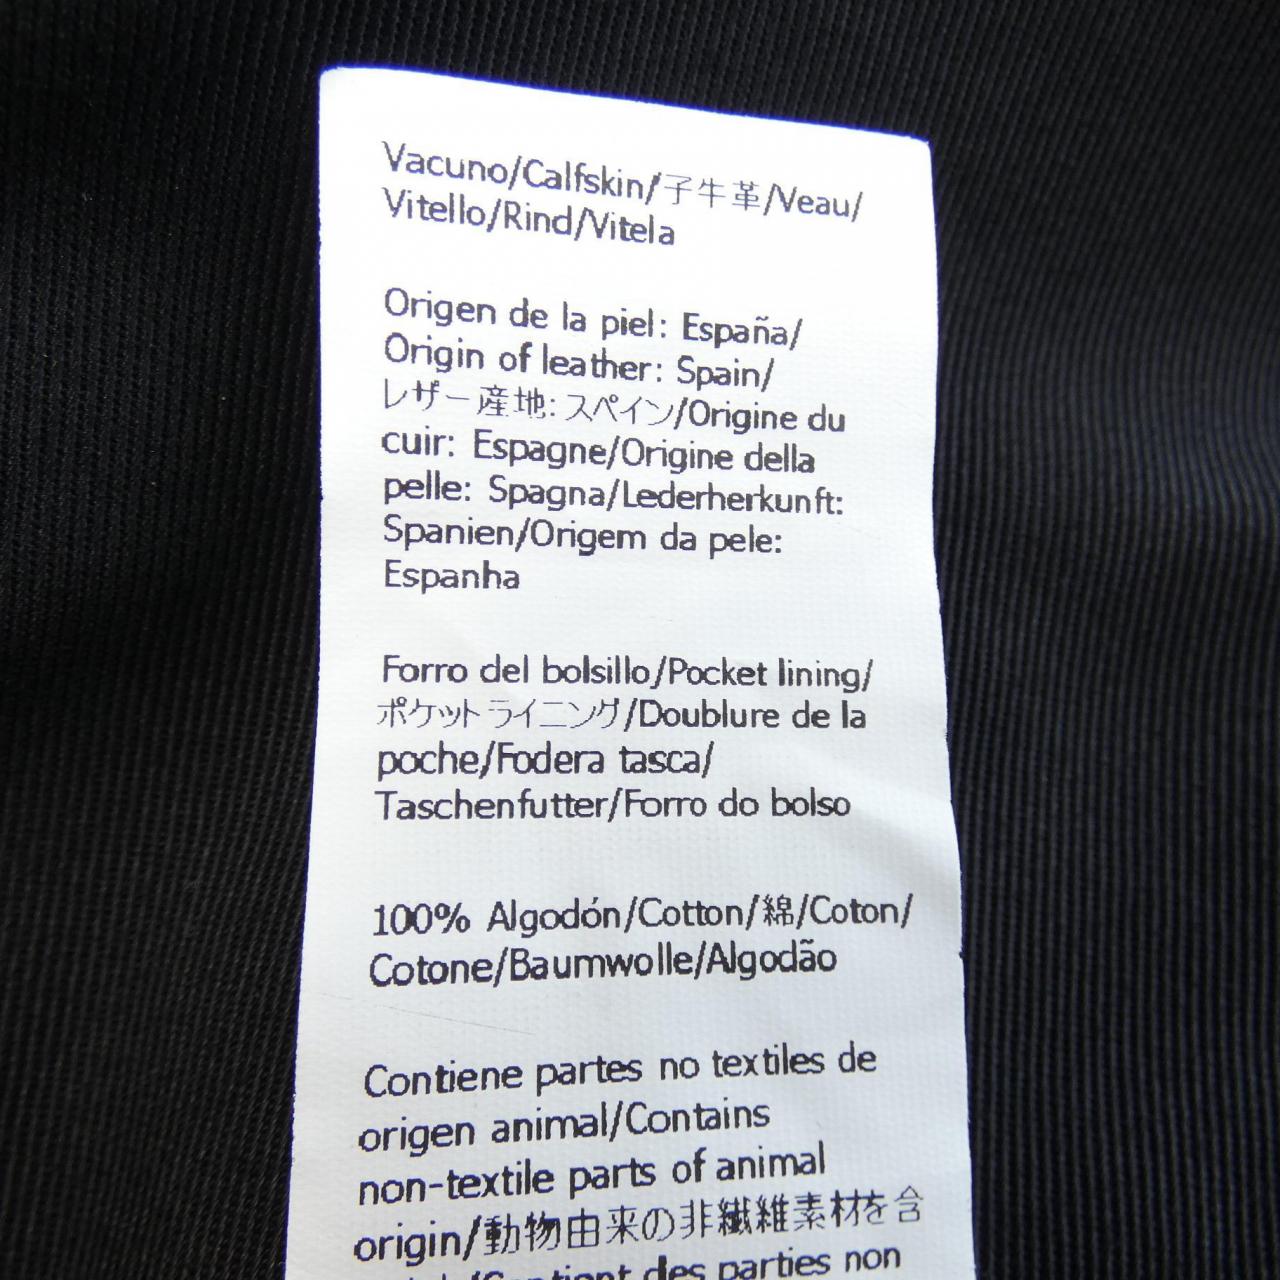 Vacuno/Calfskin/子牛革/Veau/
Vitello/Rind/Vitela
Origen de la piel: España/
Origin of leather: Spain/
レザー産地: スペイン/Origine du
cuir: Espagne/Origine della
pelle: Spagna/Lederherkunft:
Spanien/Origem da pele:
Espanha
Forro del bolsillo/Pocket lining/
ポケットライニング/Doublure de la
poche/Fodera tasca/
Taschenfutter/Forro do bolso
100% Algodón/Cotton/綿/Coton/
Cotone/Baumwolle/Algodão
Contiene partes no textiles de
origen animal/Contains
non-textile parts of animal
origin/動物由来の非繊維素材を含
Contient des parties non